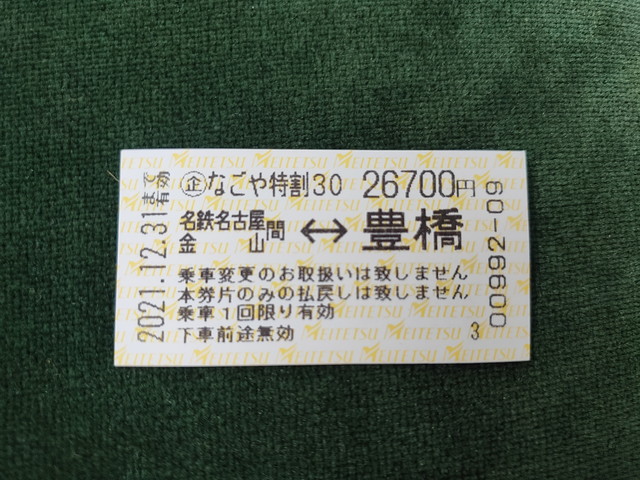 2021.12.31まで有効
㊭なごや特割30 26700円
名鉄名古屋
金山
間 ↔ 豊橋
乗車変更のお取扱いは致しません
本券片のみの払戻しは致しません
乗車1回限り有効
下車前途無効
3
00992-09
MEITETSU